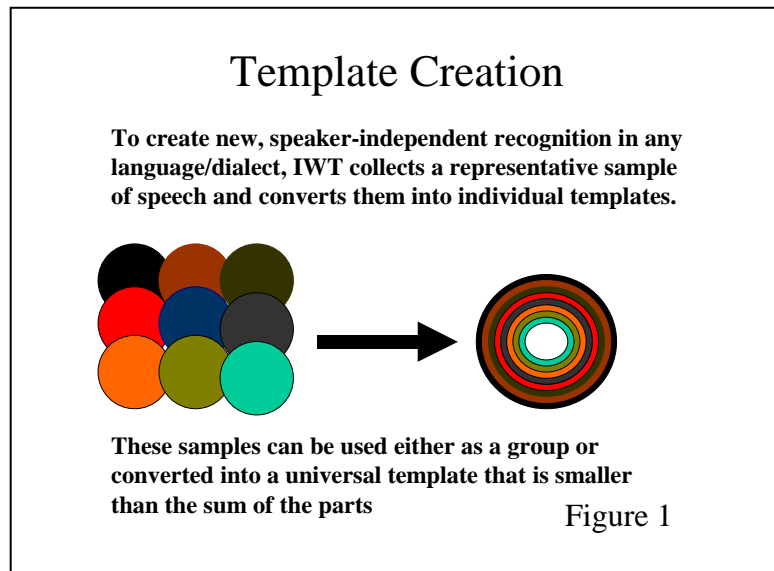 Template Creation
To create new, speaker-independent recognition in any
language/dialect, IWT collects a representative sample
of speech and converts them into individual templates.
These samples can be used either as a group or
converted into a universal template that is smaller
than the sum of the parts
Figure 1